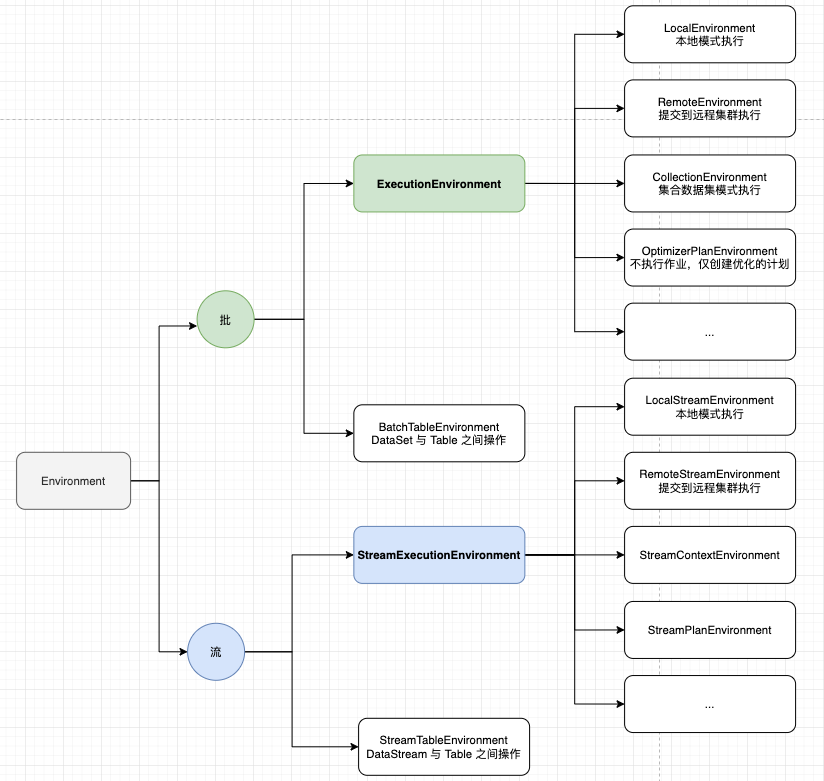 LocalEnvironment
本地模式执行
RemoteEnvironment
提交到远程集群执行
ExecutionEnvironment
CollectionEnvironment
集合数据集模式执行
OptimizerPlanEnvironment
不执行作业，仅创建优化的计划
批
...
BatchTableEnvironment
DataSet 与 Table 之间操作
LocalStreamEnvironment
本地模式执行
Environment
RemoteStreamEnvironment
提交到远程集群执行
StreamExecutionEnvironment
StreamContextEnvironment
流
StreamPlanEnvironment
...
StreamTableEnvironment
DataStream 与 Table 之间操作